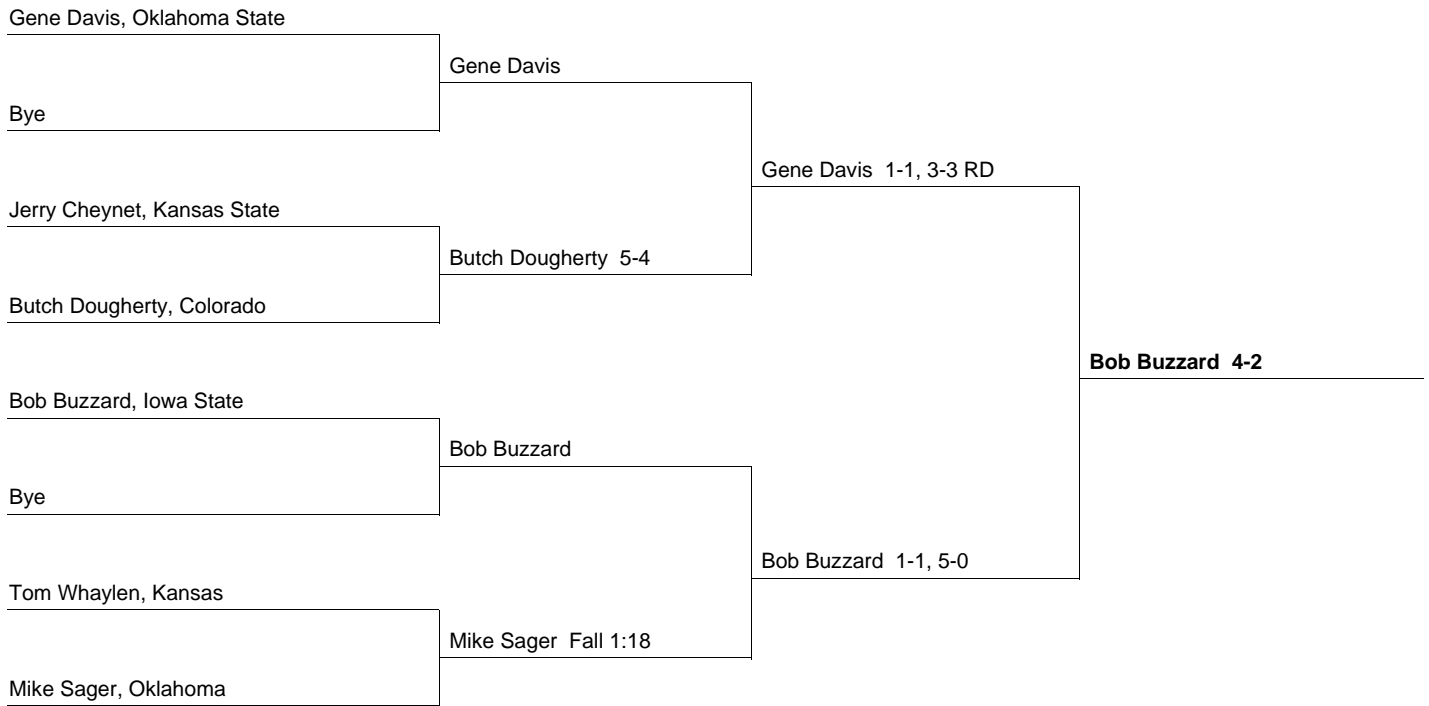 Gene Davis, Oklahoma State
Gene Davis
Bye
Gene Davis 1-1, 3-3 RD
Jerry Cheynet, Kansas State
Butch Dougherty 5-4
Butch Dougherty, Colorado
Bob Buzzard 4-2
Bob Buzzard, Iowa State
Bob Buzzard
Bye
Bob Buzzard 1-1, 5-0
Tom Whaylen, Kansas
Mike Sager Fall 1:18
Mike Sager, Oklahoma